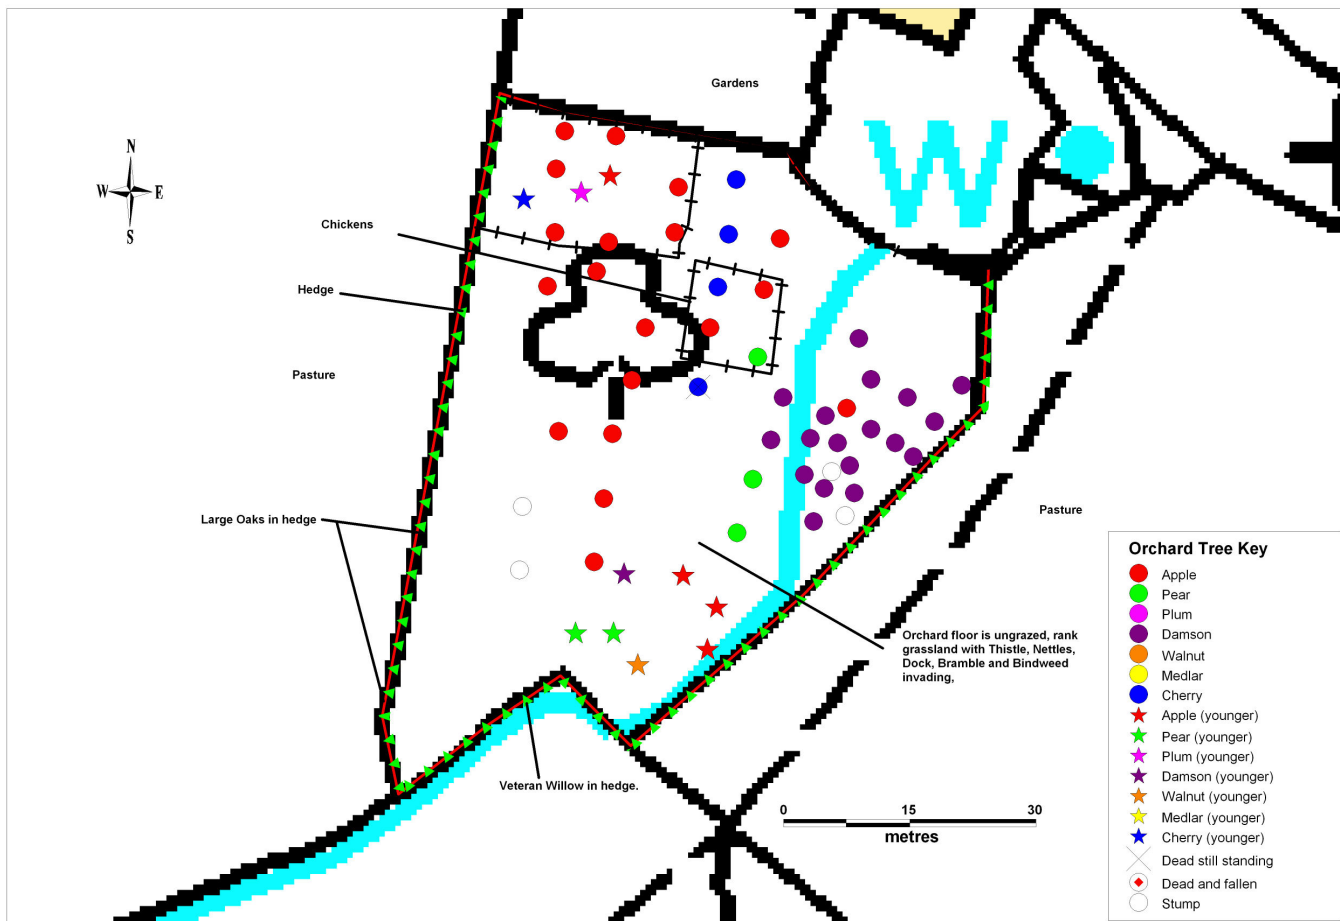 Gardens
N
W E
S
W
Chickens
Hedge
Pasture
Large Oaks in hedge
Pasture
Orchard floor is ungrazed, rank
grassland with Thistle, Nettles,
Dock, Bramble and Bindweed
invading,
Veteran Willow in hedge.
0 15 30
metres
Orchard Tree Key
Apple
Pear
Plum
Damson
Walnut
Medlar
Cherry
Apple (younger)
Pear (younger)
Plum (younger)
Damson (younger)
Walnut (younger)
Medlar (younger)
Cherry (younger)
Dead still standing
Dead and fallen
Stump